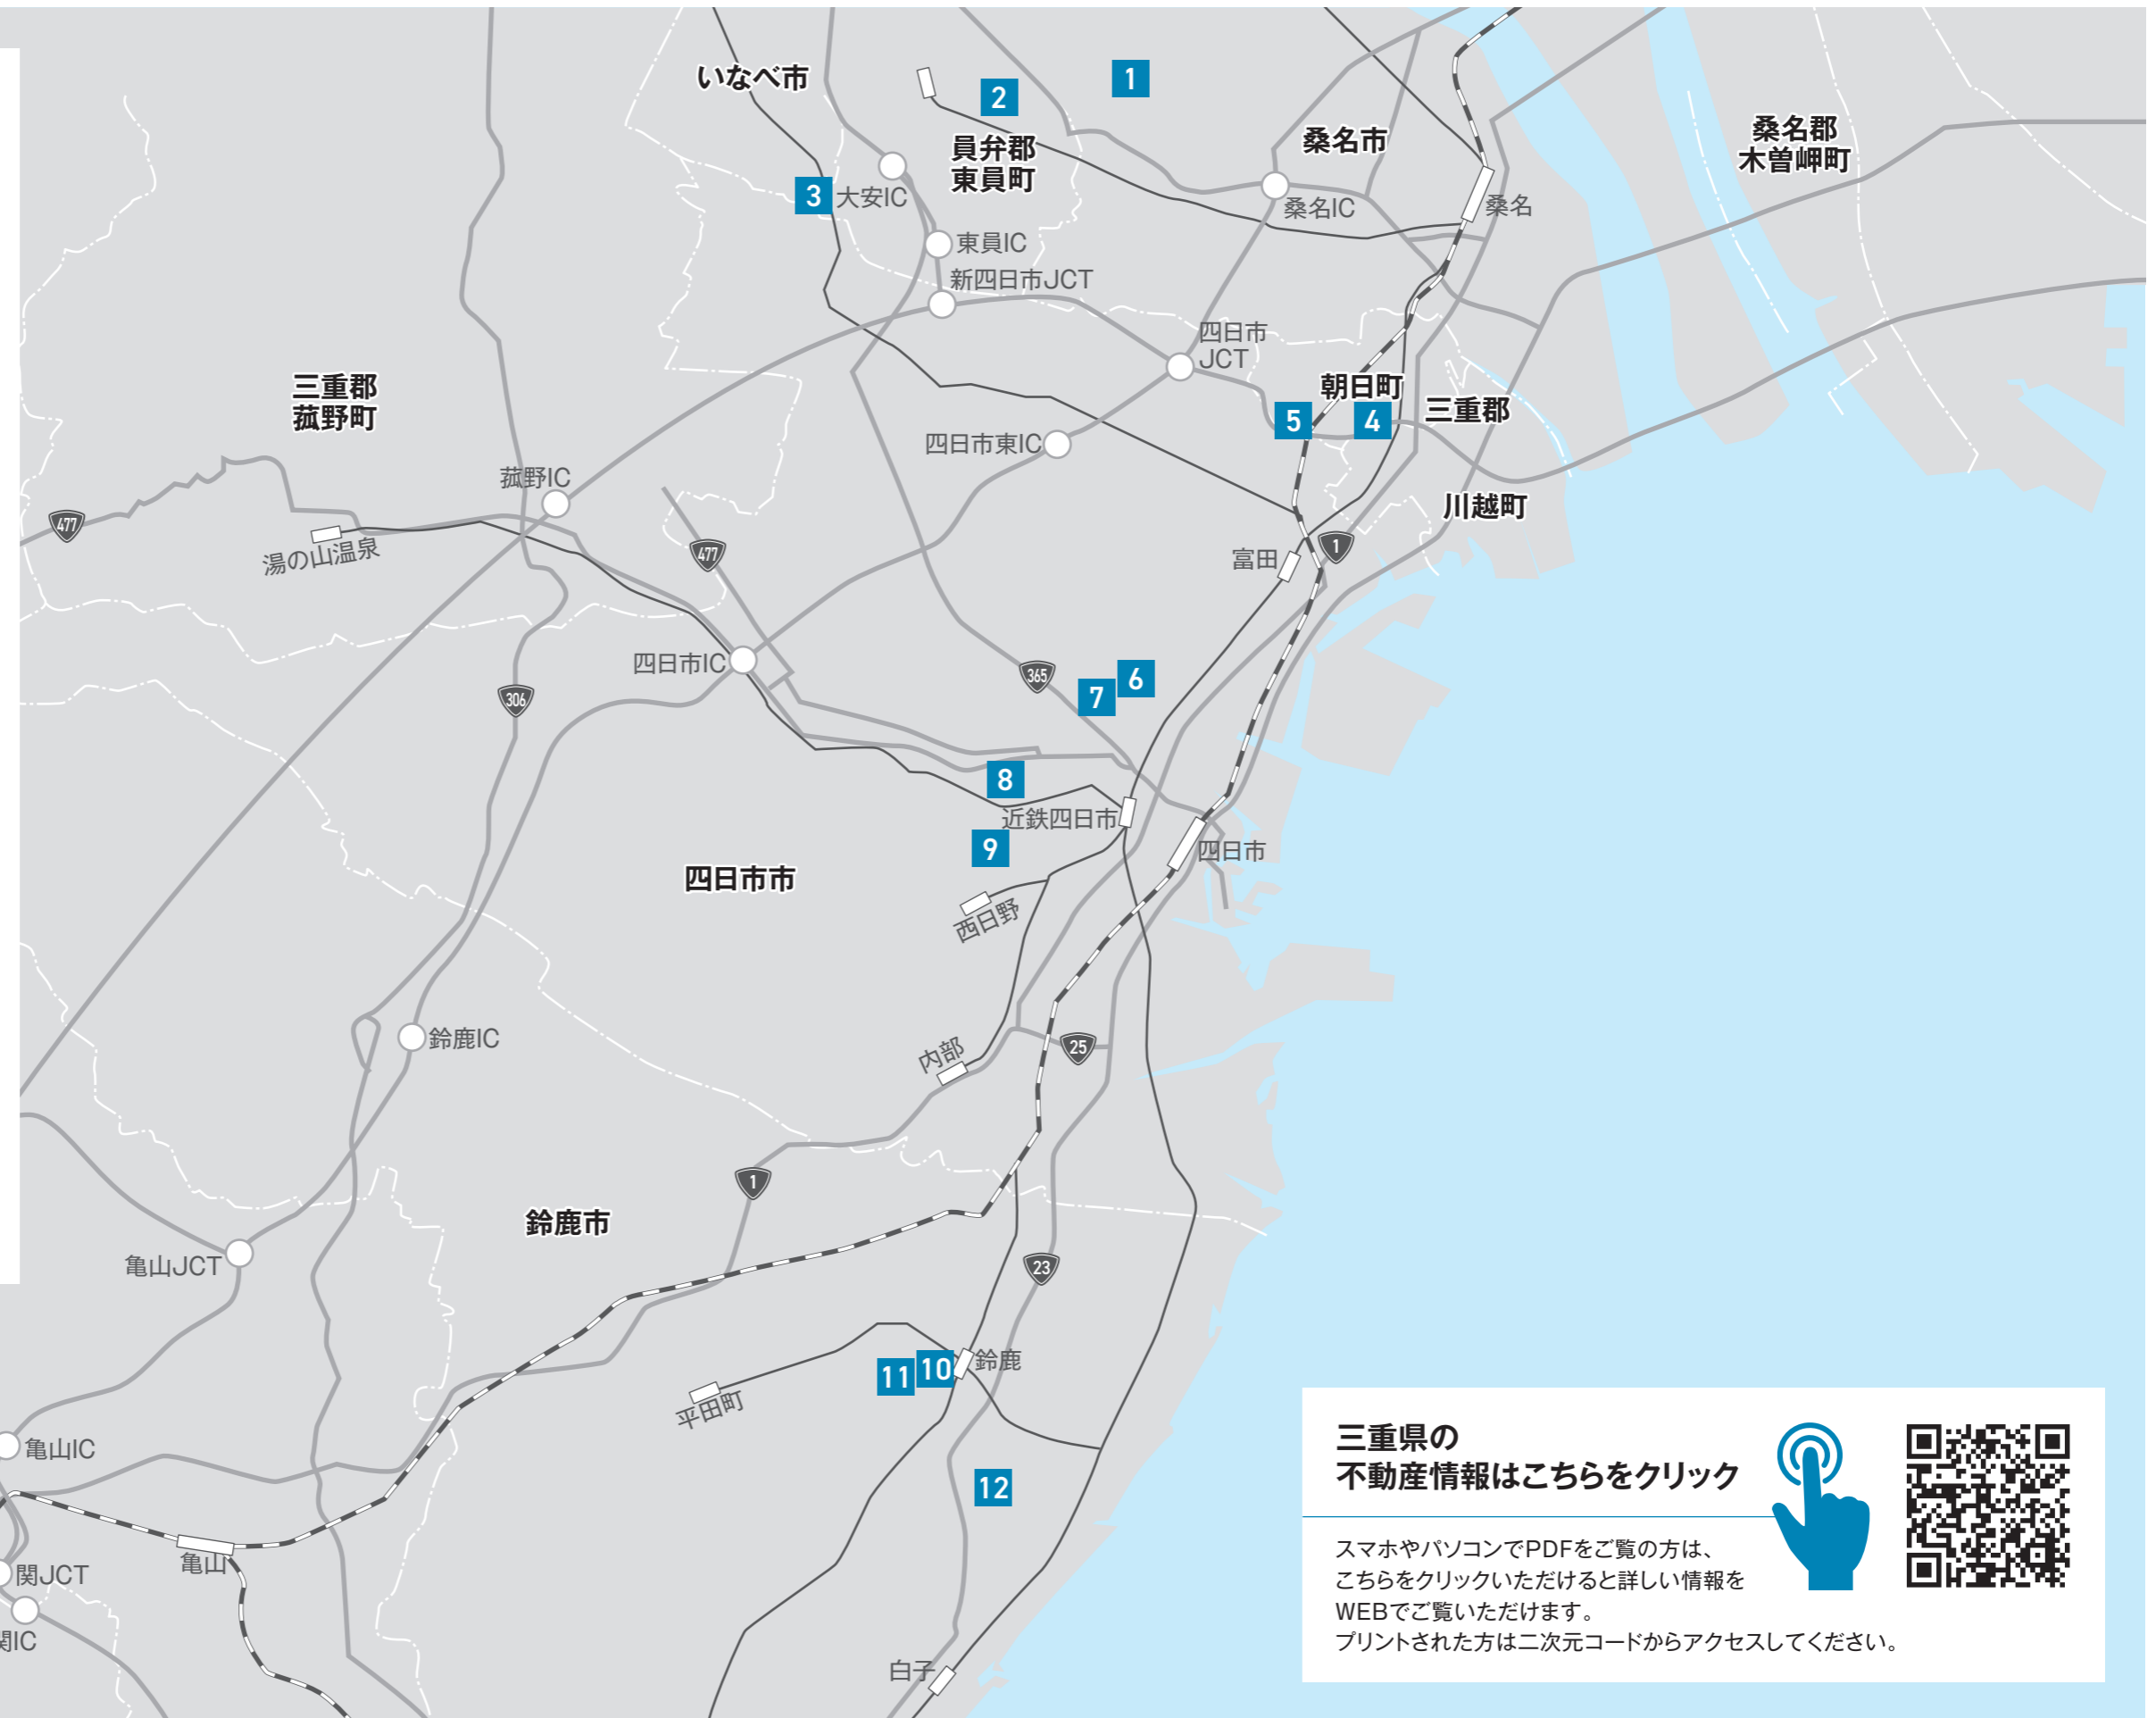 いなべ市
1
2
員弁郡
東員町
桑名市
桑名郡
木曽岬町
3
大安IC
桑名IC
桑名
東員IC
新四日市JCT
四日市
JCT
三重郡
菰野町
朝日町
5
4
三重郡
四日市東IC
菰野IC
川越町
477
湯の山温泉
477
富田
1
四日市IC
365
6
7
306
8
近鉄四日市
9
四日市
四日市市
西日野
鈴鹿IC
内部
25
1
鈴鹿市
亀山JCT
23
11
10
鈴鹿
平田町
亀山IC
12
亀山
関JCT
関IC
白子
三重県の
不動産情報はこちらをクリック
スマホやパソコンでPDFをご覧の方は、
こちらをクリックいただけると詳しい情報を
WEBでご覧いただけます。
プリントされた方は二次元コードからアクセスしてください。